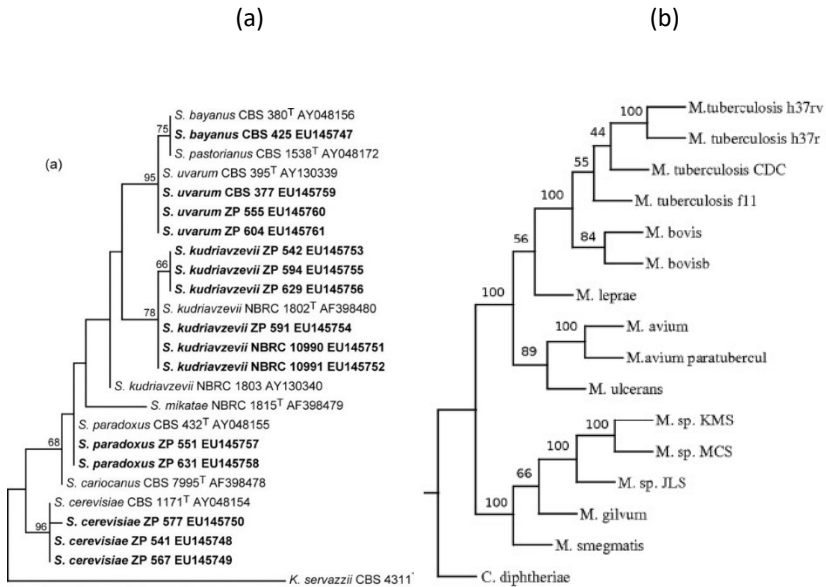 (a)
(b)
(a)
S. bayanus CBS 380T AY048156
75
S. bayanus CBS 425 EU145747
S. pastorianus CBS 1538T AY048172
S. uvarum CBS 395T AY130339
95
S. uvarum CBS 377 EU145759
S. uvarum ZP 555 EU145760
S. uvarum ZP 604 EU145761
S. kudriavzevii ZP 542 EU145753
66
S. kudriavzevii ZP 594 EU145755
S. kudriavzevii ZP 629 EU145756
78
S. kudriavzevii NBRC 1802T AF398480
S. kudriavzevii ZP 591 EU145754
S. kudriavzevii NBRC 10990 EU145751
S. kudriavzevii NBRC 10991 EU145752
S. kudriavzevii NBRC 1803 AY130340
S. mikatae NBRC 1815T AF398479
S. paradoxus CBS 432T AY048155
68
S. paradoxus ZP 551 EU145757
S. paradoxus ZP 631 EU145758
S. cariocanus CBS 7995T AF398478
S. cerevisiae CBS 1171T AY048154
96
S. cerevisiae ZP 577 EU145750
S. cerevisiae ZP 541 EU145748
S. cerevisiae ZP 567 EU145749
K. servazzii CBS 4311
100
M.tuberculosis h37rv
44
M. tuberculosis h37r
55
M. tuberculosis CDC
M. tuberculosis f11
100
M. bovis
84
M. bovisb
56
M. leprae
100
100
M. avium
M.avium paratubercul
89
M. ulcerans
100
M. sp. KMS
100
M. sp. MCS
66
M. sp. JLS
M. gilvum
100
M. smegmatis
C. diphtheriae